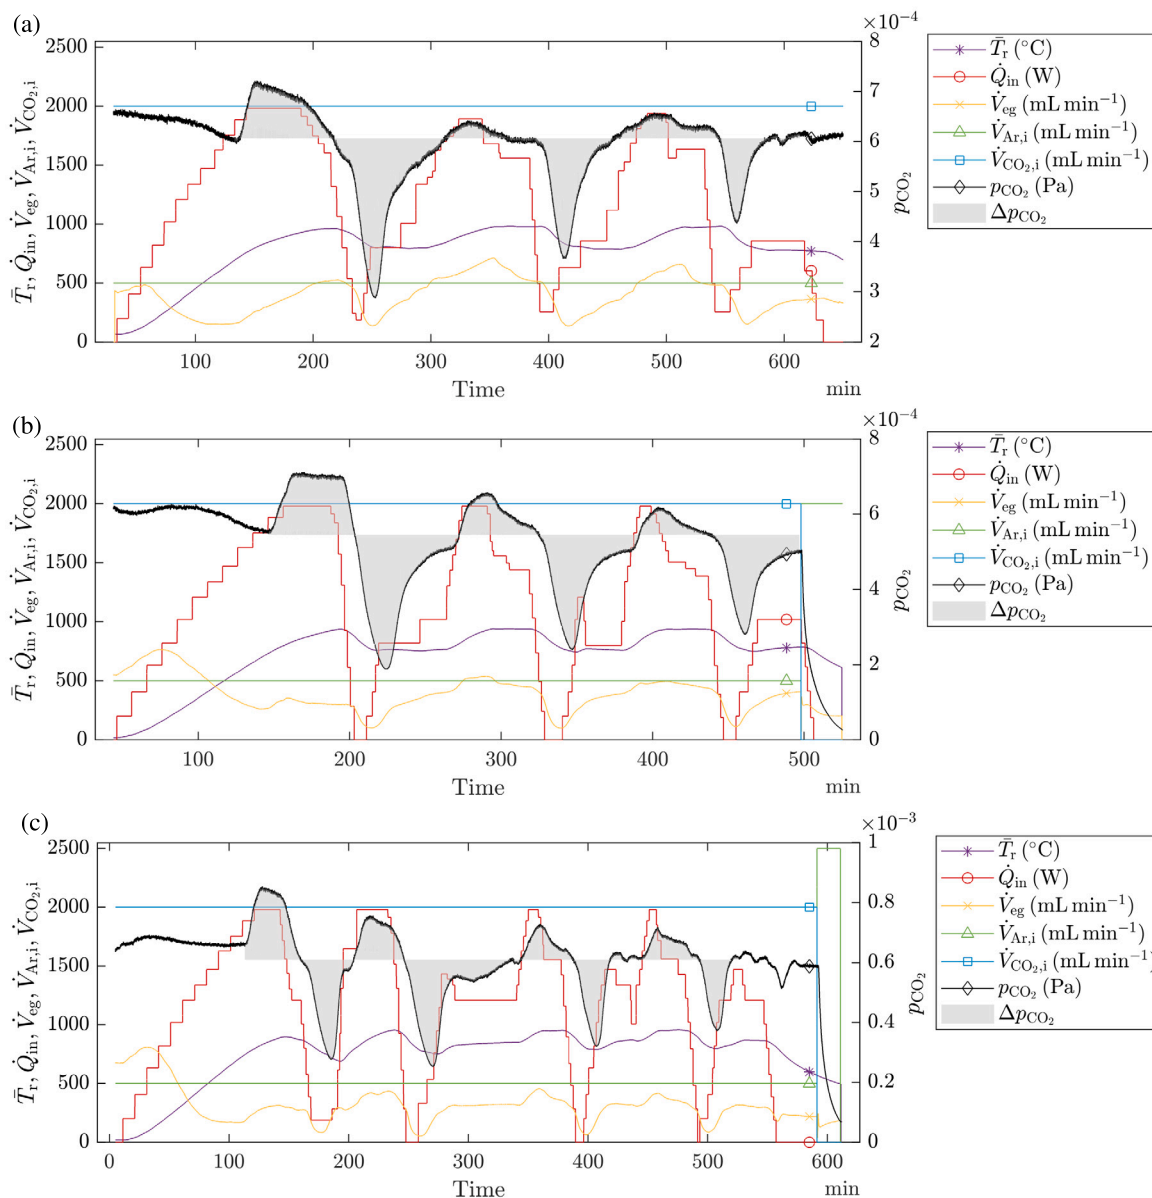 (a)
×10⁻⁴
2500
2000
1500
1000
500
0
8
7
6
5
4
3
2
100
200
300
400
500
600
Time
min
T̄r, Q̇in, V̇eg, V̇Ar,i, V̇CO₂,i
pCO₂
T̄r (°C)
Q̇in (W)
V̇eg (mL min⁻¹)
V̇Ar,i (mL min⁻¹)
V̇CO₂,i (mL min⁻¹)
pCO₂ (Pa)
ΔpCO₂
(b)
×10⁻⁴
2500
2000
1500
1000
500
0
8
6
4
2
0
100
200
300
400
500
Time
min
T̄r, Q̇in, V̇eg, V̇Ar,i, V̇CO₂,i
pCO₂
T̄r (°C)
Q̇in (W)
V̇eg (mL min⁻¹)
V̇Ar,i (mL min⁻¹)
V̇CO₂,i (mL min⁻¹)
pCO₂ (Pa)
ΔpCO₂
(c)
×10⁻³
2500
2000
1500
1000
500
0
1
0.8
0.6
0.4
0.2
0
0
100
200
300
400
500
600
Time
min
T̄r, Q̇in, V̇eg, V̇Ar,i, V̇CO₂,i
pCO₂
T̄r (°C)
Q̇in (W)
V̇eg (mL min⁻¹)
V̇Ar,i (mL min⁻¹)
V̇CO₂,i (mL min⁻¹)
pCO₂ (Pa)
ΔpCO₂